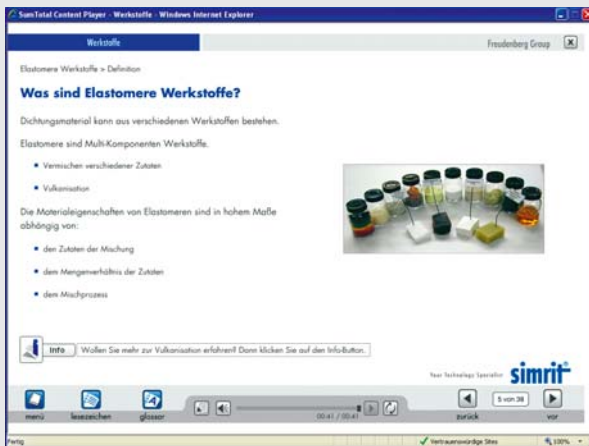 SumTotal Content Player - Werkstoffe - Windows Internet Explorer
Werkstoffe
Freudenberg Group
Elastomere Werkstoffe > Definition
Was sind Elastomere Werkstoffe?
Dichtungsmaterial kann aus verschiedenen Werkstoffen bestehen.
Elastomere sind Multi-Komponenten Werkstoffe.
Vermischen verschiedener Zutaten
Vulkanisation
Die Materialeigenschaften von Elastomeren sind in hohem Maße
abhängig von:
den Zutaten der Mischung
dem Mengenverhältnis der Zutaten
dem Mischprozess
Info Wollen Sie mehr zur Vulkanisation erfahren? Dann klicken Sie auf den Info-Button.
Your Technology Specialist simrit
menü lesezeichen glossar 00:41 / 00:41 zurück 5 von 38 vor
Fertig Vertrauenswürdige Sites 100%